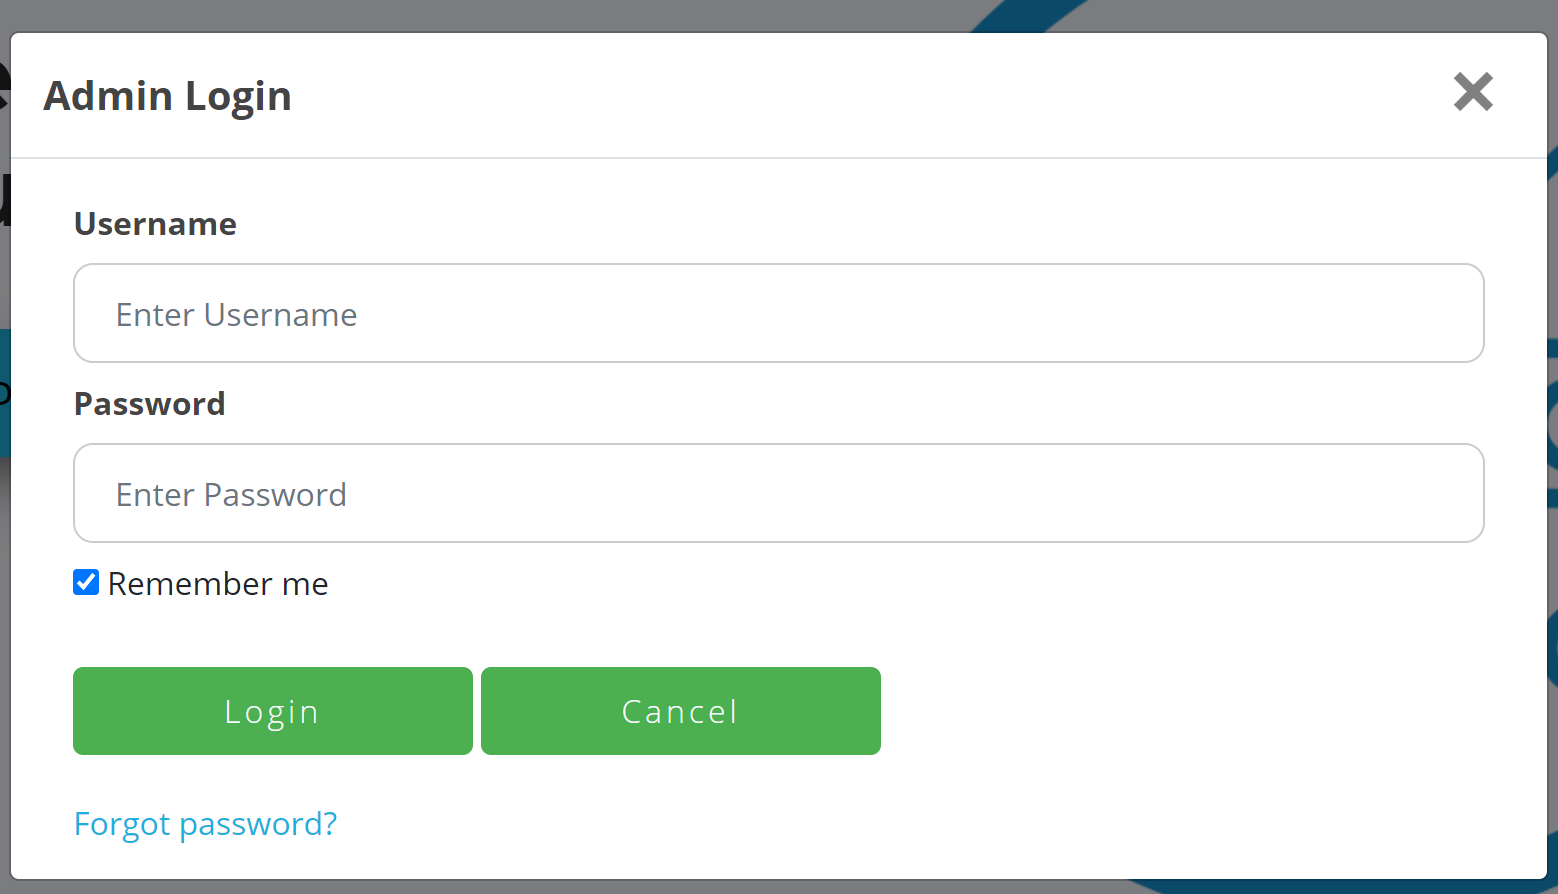 Admin Login
Username
Enter Username
Password
Enter Password
Remember me
Login Cancel
Forgot password?